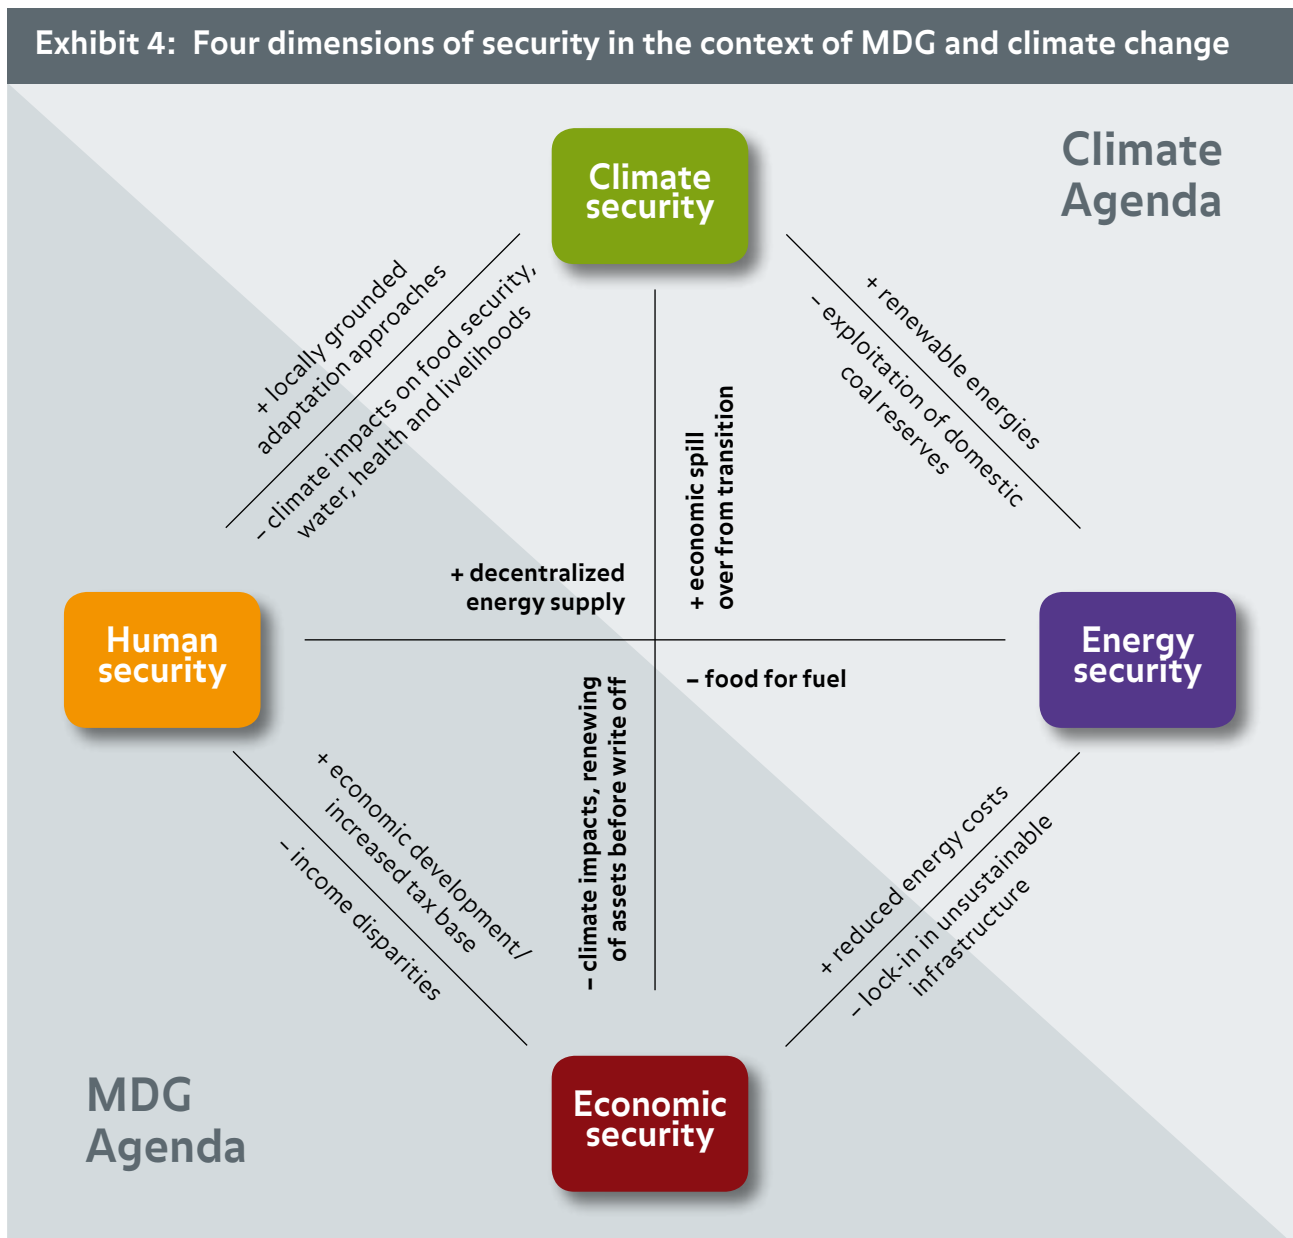 Exhibit 4: Four dimensions of security in the context of MDG and climate change
Climate
Agenda
Climate
security
+ locally grounded
adaptation approaches
– climate impacts on food security,
water, health and livelihoods
+ renewable energies
– exploitation of domestic
coal reserves
+ economic spill
over from transition
+ decentralized
energy supply
Human
security
Energy
security
– food for fuel
– climate impacts, renewing
of assets before write off
+ economic development/
increased tax base
– income disparities
+ reduced energy costs
– lock-in in unsustainable
infrastructure
Economic
security
MDG
Agenda